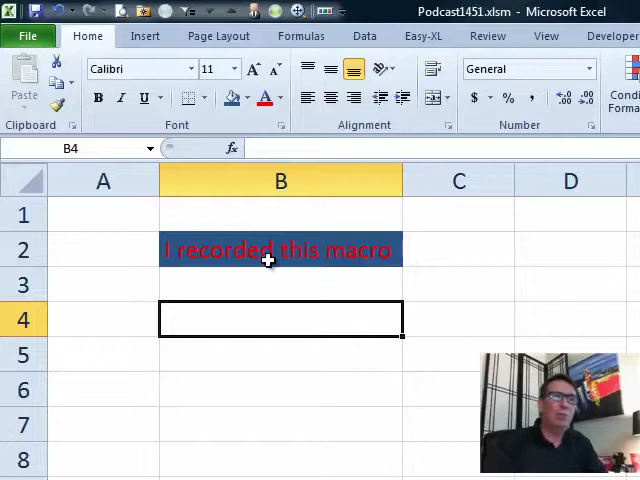 Podcast1451.xlsm - Microsoft Excel
File Home Insert Page Layout Formulas Data Easy-XL Review View Developer
Paste
Calibri 11 General
B I U A $ %
Clipboard Font Alignment Number
B4 fx
A B C D
1
2 I recorded this macro
3
4
5
6
7
8